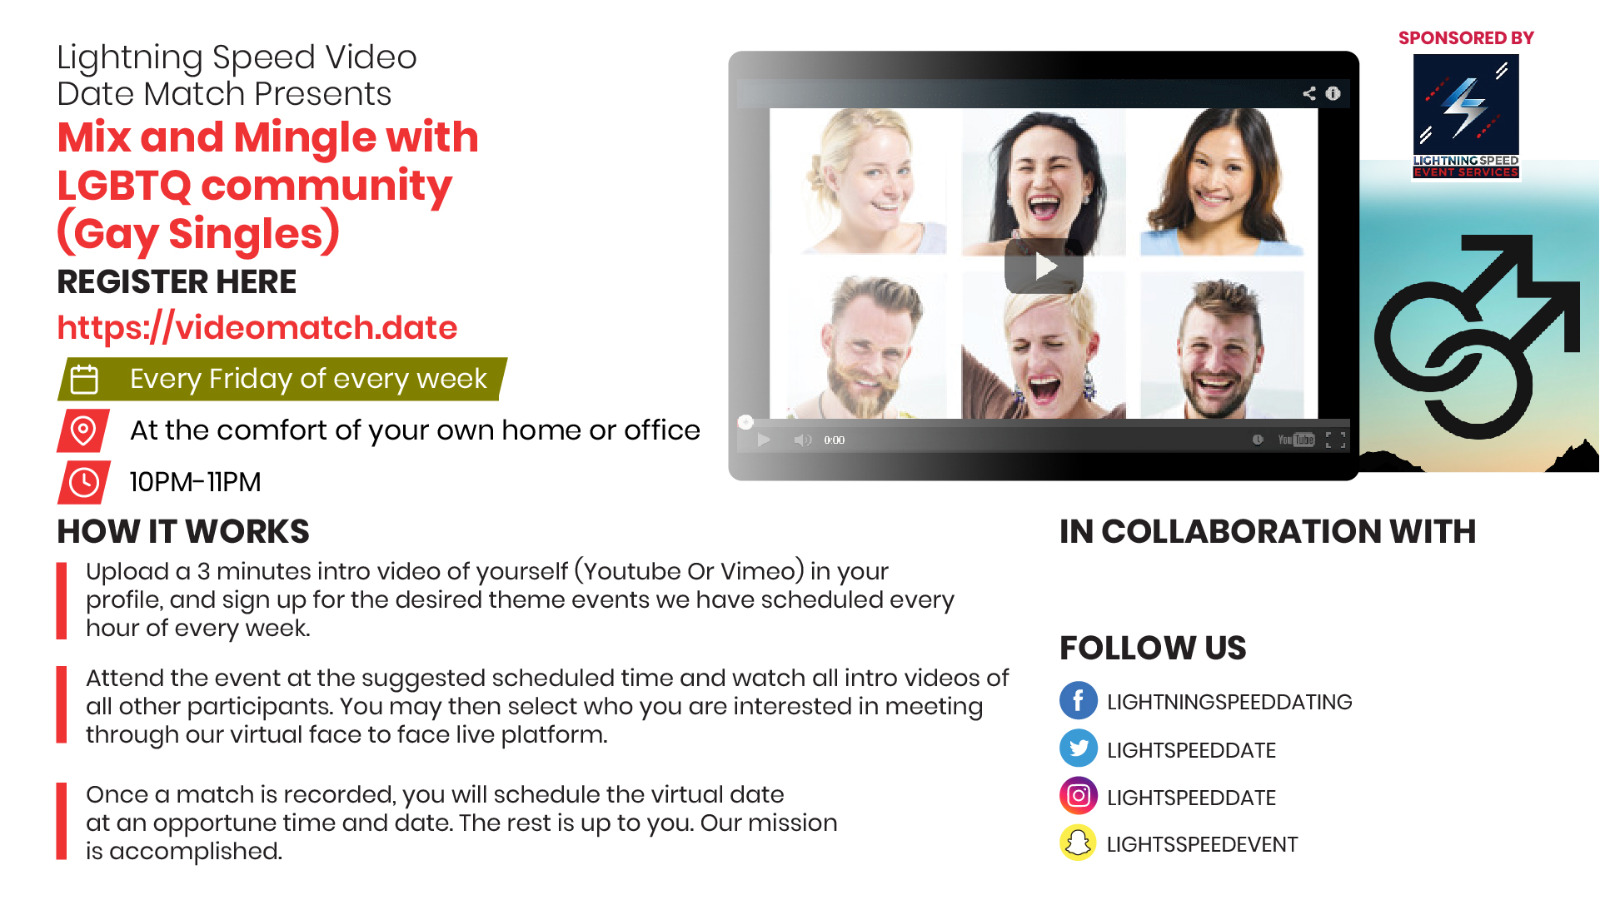 Lightning Speed Video
Date Match Presents
Mix and Mingle with
LGBTQ community
(Gay Singles)
REGISTER HERE
https://videomatch.date
Every Friday of every week
At the comfort of your own home or office
10PM-11PM
0:00
YouTube
SPONSORED BY
LIGHTNING SPEED
EVENT SERVICES
HOW IT WORKS
Upload a 3 minutes intro video of yourself (Youtube Or Vimeo) in your
profile, and sign up for the desired theme events we have scheduled every
hour of every week.
Attend the event at the suggested scheduled time and watch all intro videos of
all other participants. You may then select who you are interested in meeting
through our virtual face to face live platform.
Once a match is recorded, you will schedule the virtual date
at an opportune time and date. The rest is up to you. Our mission
is accomplished.
IN COLLABORATION WITH
FOLLOW US
LIGHTNINGSPEEDDATING
LIGHTSPEEDDATE
LIGHTSPEEDDATE
LIGHTSSPEEDEVENT